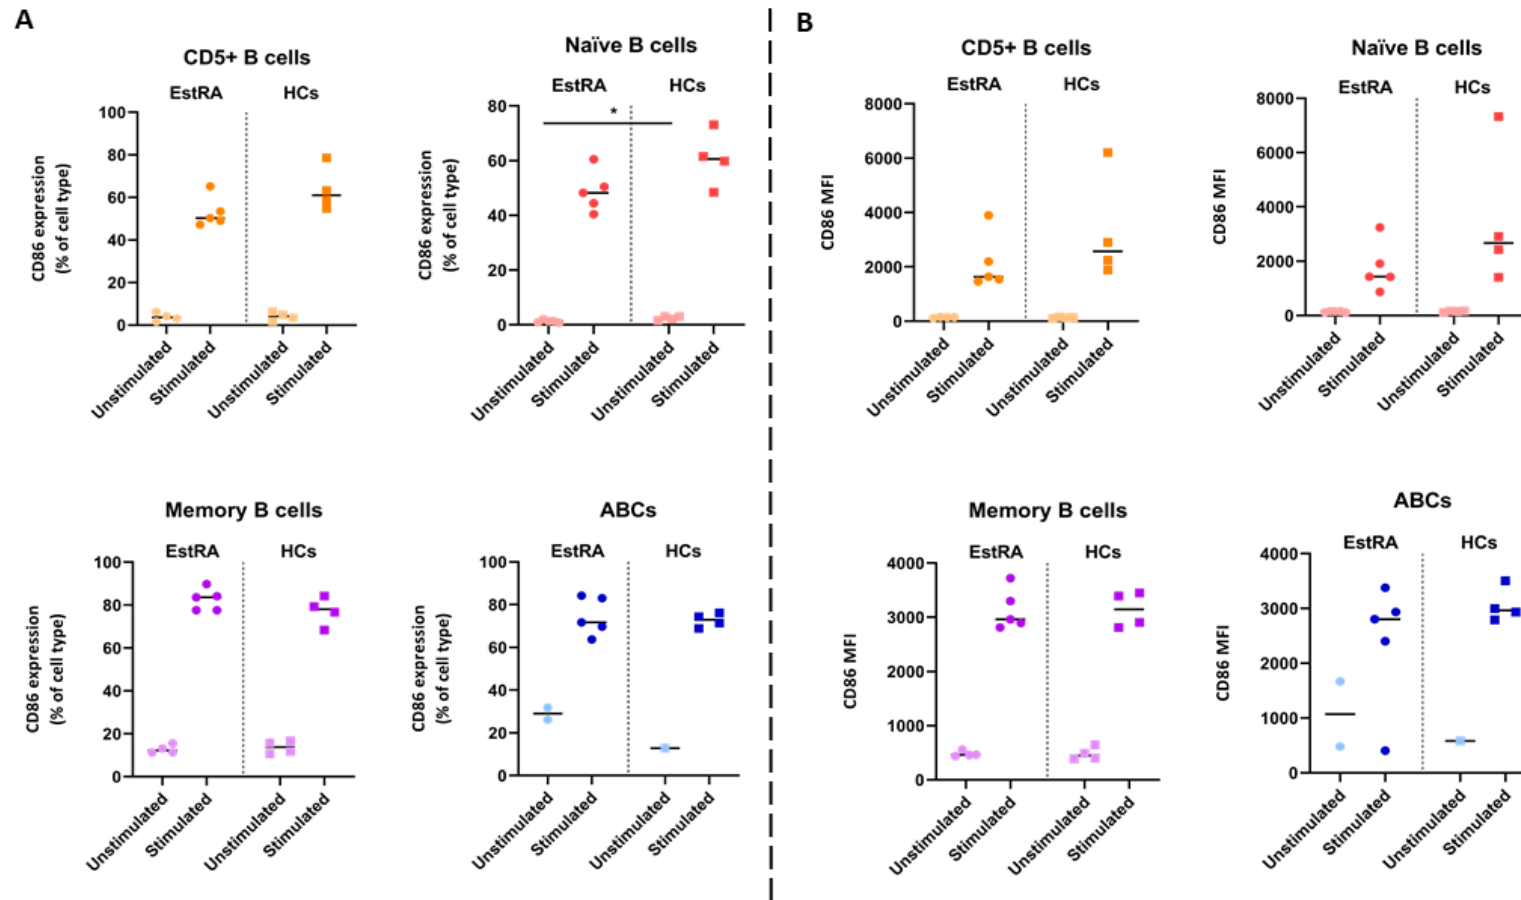 A
CD5+ B cells
EstRA
HCs
CD86 expression
(% of cell type)
100
80
60
40
20
0
Unstimulated
Stimulated
Unstimulated
Stimulated
Naïve B cells
EstRA
HCs
*
CD86 expression
(% of cell type)
80
60
40
20
0
Unstimulated
Stimulated
Unstimulated
Stimulated
Memory B cells
EstRA
HCs
CD86 expression
(% of cell type)
100
80
60
40
20
0
Unstimulated
Stimulated
Unstimulated
Stimulated
ABCs
EstRA
HCs
CD86 expression
(% of cell type)
100
80
60
40
20
0
Unstimulated
Stimulated
Unstimulated
Stimulated
B
CD5+ B cells
EstRA
HCs
CD86 MFI
8000
6000
4000
2000
0
Unstimulated
Stimulated
Unstimulated
Stimulated
Naïve B cells
EstRA
HCs
CD86 MFI
8000
6000
4000
2000
0
Unstimulated
Stimulated
Unstimulated
Stimulated
Memory B cells
EstRA
HCs
CD86 MFI
4000
3000
2000
1000
0
Unstimulated
Stimulated
Unstimulated
Stimulated
ABCs
EstRA
HCs
CD86 MFI
4000
3000
2000
1000
0
Unstimulated
Stimulated
Unstimulated
Stimulated